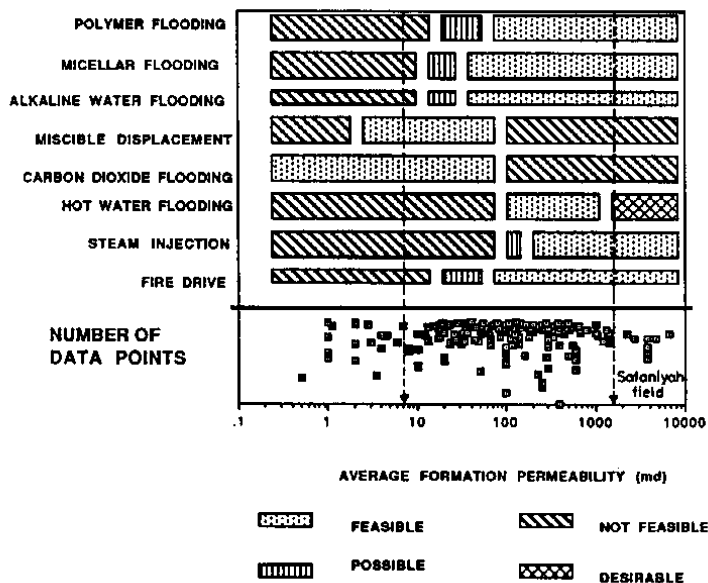 POLYMER FLOODING
MICELLAR FLOODING
ALKALINE WATER FLOODING
MISCIBLE DISPLACEMENT
CARBON DIOXIDE FLOODING
HOT WATER FLOODING
STEAM INJECTION
FIRE DRIVE
NUMBER OF
DATA POINTS
Safaniyah
field
.1 1 10 100 1000 10000
AVERAGE FORMATION PERMEABILITY (md)
FEASIBLE NOT FEASIBLE
POSSIBLE DESIRABLE